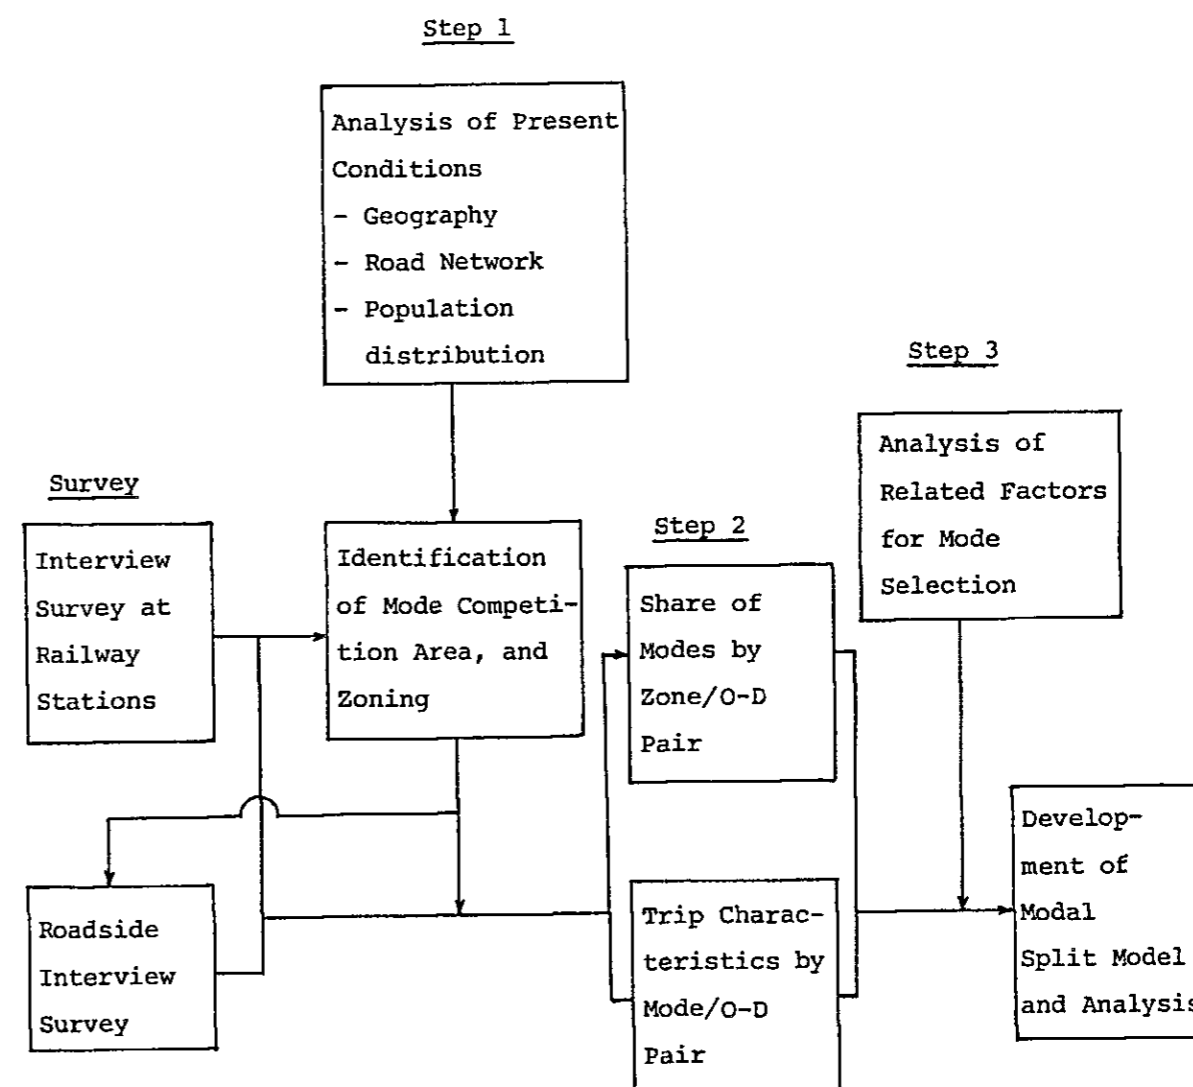 Step 1
Analysis of Present
Conditions
- Geography
- Road Network
- Population
distribution
Survey
Interview
Survey at
Railway
Stations
Identification
of Mode Competi-
tion Area, and
Zoning
Roadside
Interview
Survey
Step 2
Share of
Modes by
Zone/O-D
Pair
Trip Charac-
teristics by
Mode/O-D
Pair
Step 3
Analysis of
Related Factors
for Mode
Selection
Develop-
ment of
Modal
Split Model
and Analysis